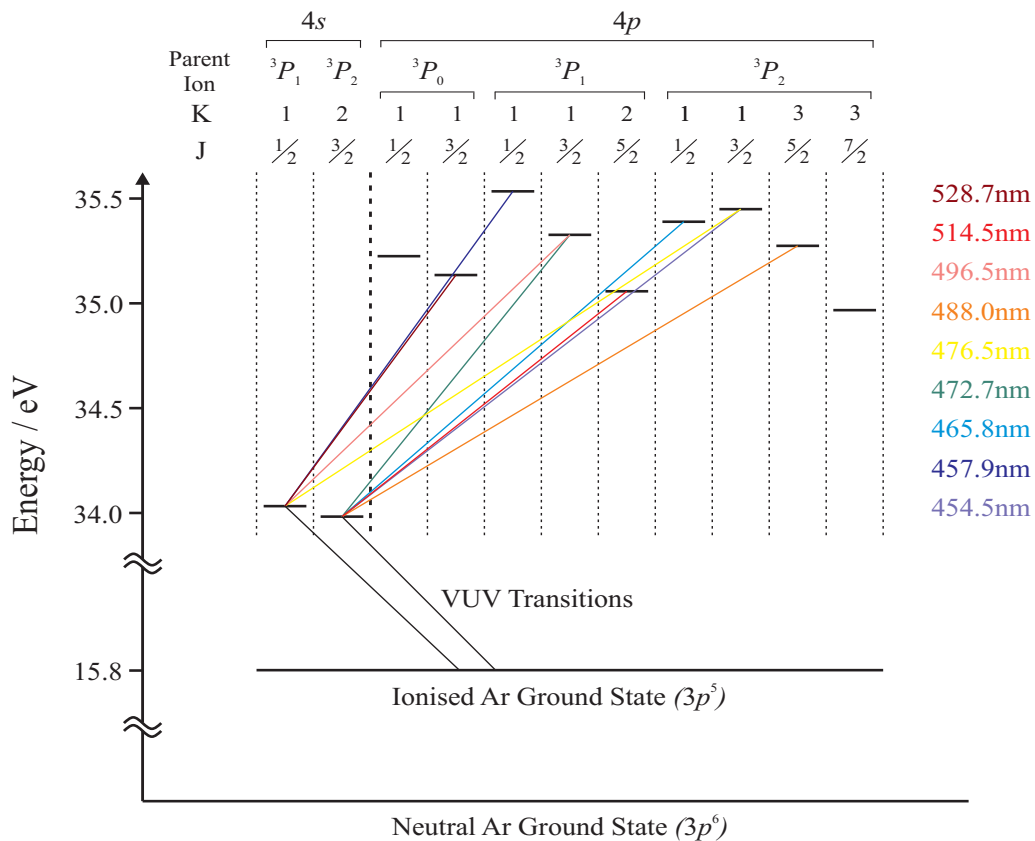 4s 4p
Parent Ion ³P₁ ³P₂ ³P₀ ³P₁ ³P₂
K 1 2 1 1 1 1 2 1 1 3 3
J 1/2 3/2 1/2 3/2 1/2 3/2 5/2 1/2 3/2 5/2 7/2
Energy / eV
35.5
35.0
34.5
34.0
15.8
528.7nm
514.5nm
496.5nm
488.0nm
476.5nm
472.7nm
465.8nm
457.9nm
454.5nm
VUV Transitions
Ionised Ar Ground State (3p⁵)
Neutral Ar Ground State (3p⁶)